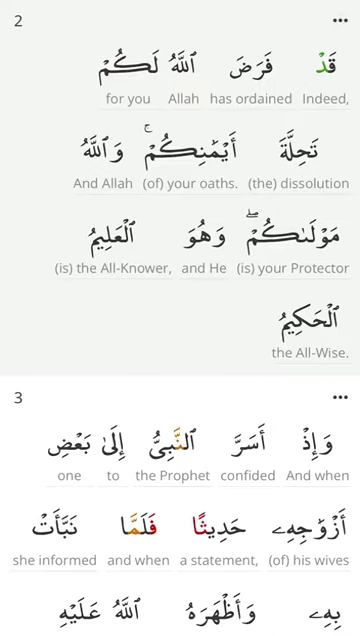 2
قَدْ فَرَضَ ٱللَّهُ لَكُمْ
Indeed, has ordained Allah for you
تَحِلَّةَ أَيْمَـٰنِكُمْ ۚ وَٱللَّهُ
(the) dissolution (of) your oaths. And Allah
مَوْلَىٰكُمْ ۖ وَهُوَ ٱلْعَلِيمُ
(is) your Protector and He (is) the All-Knower,
ٱلْحَكِيمُ
the All-Wise.
3
وَإِذْ أَسَرَّ ٱلنَّبِىُّ إِلَىٰ بَعْضِ
And when confided the Prophet to one
أَزْوَٰجِهِۦ حَدِيثًا فَلَمَّا نَبَّأَتْ
(of) his wives a statement, and when she informed
بِهِۦ وَأَظْهَرَهُ ٱللَّهُ عَلَيْهِ